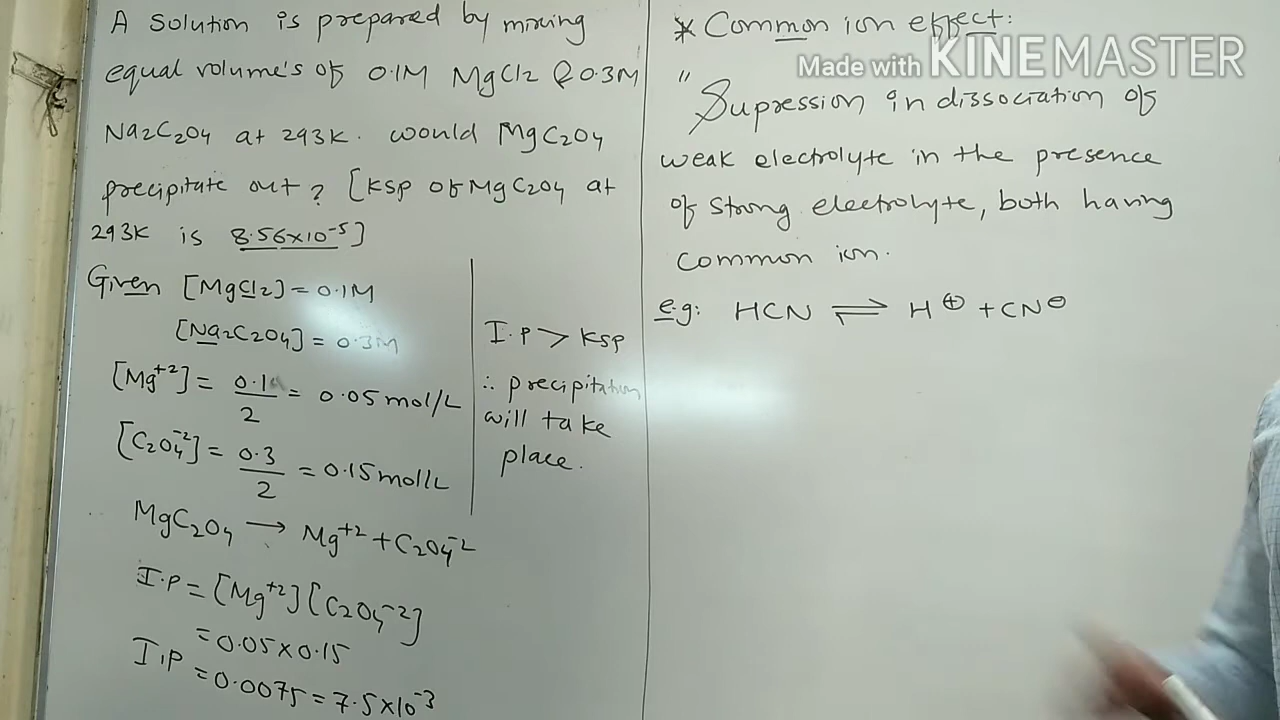 A Solution is prepared by mixing
equal volume's of 0.1M MgCl2 & 0.3M
Na2C2O4 at 293K. would MgC2O4
precipitate out? [Ksp of MgC2O4 at
293K is 8.56x10-5]
Given [MgCl2] = 0.1M
[Na2C2O4] = 0.3M
[Mg+2] = 0.1/2 = 0.05 mol/L
[C2O4-2] = 0.3/2 = 0.15 mol/L
MgC2O4 → Mg+2 + C2O4-2
I.P = [Mg+2][C2O4-2]
= 0.05 x 0.15
I.P = 0.0075 = 7.5x10-3
I.P > Ksp
∴ precipitation
will take
place.
* Common ion effect:
Made with KINEMASTER
" Supression in dissociation of
weak electrolyte in the presence
of strong electrolyte, both having
Common ion.
e.g: HCN ⇌ H⊕ + CN⊖